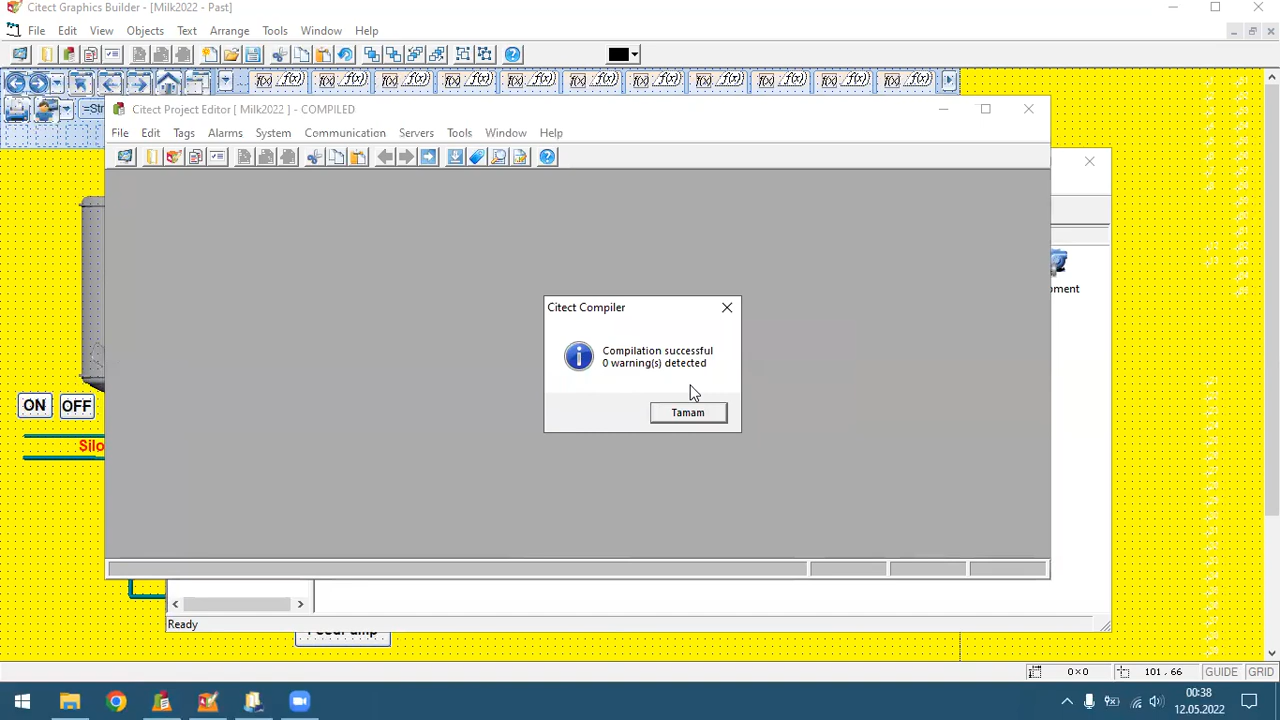 Citect Graphics Builder - [Milk2022 - Past]
File Edit View Objects Text Arrange Tools Window Help
f(x) f(x) f(x) f(x) f(x) f(x) f(x) f(x) f(x) f(x) f(x)
=Str
Citect Project Editor [ Milk2022 ] - COMPILED
File Edit Tags Alarms System Communication Servers Tools Window Help
pment
Citect Compiler
Compilation successful
0 warning(s) detected
Tamam
ON OFF
Silo
Ready
0×0
101 , 66
GUIDE
GRID
00:38
12.05.2022